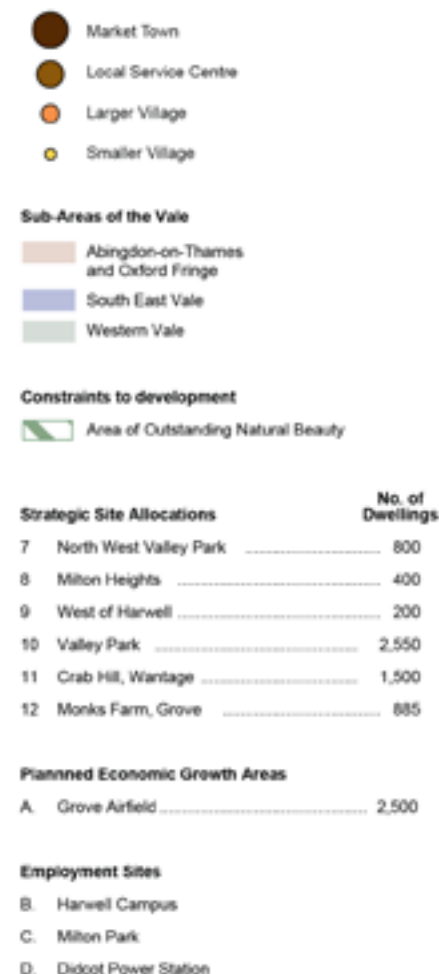 Market Town
Local Service Centre
Larger Village
Smaller Village
Sub-Areas of the Vale
Abingdon-on-Thames
and Oxford Fringe
South East Vale
Western Vale
Constraints to development
Area of Outstanding Natural Beauty
No. of
Strategic Site Allocations Dwellings
7 North West Valley Park 800
8 Milton Heights 400
9 West of Harwell 200
10 Valley Park 2,550
11 Crab Hill, Wantage 1,500
12 Monks Farm, Grove 885
Plannned Economic Growth Areas
A. Grove Airfield 2,500
Employment Sites
B. Harwell Campus
C. Milton Park
D. Didcot Power Station